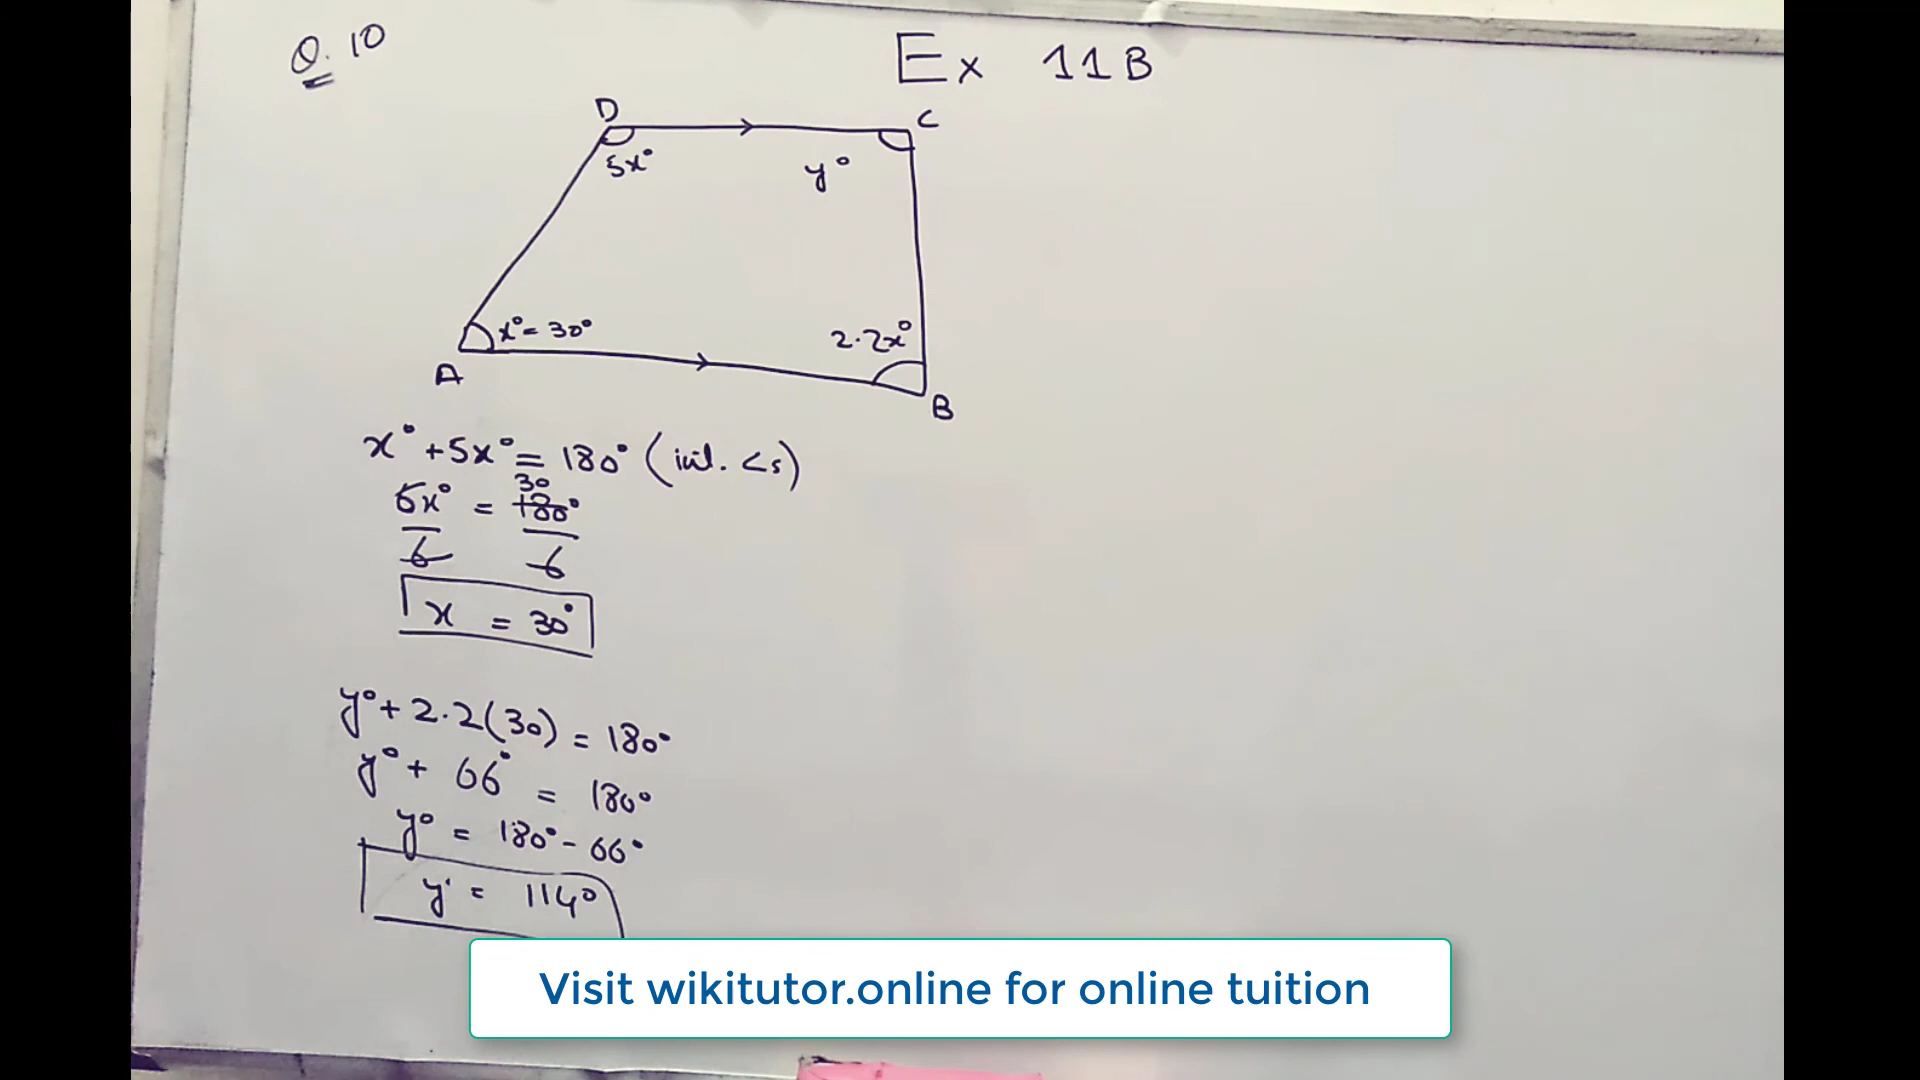 Q. 10
Ex 11B
D
C
5x°
y°
x°= 30°
2.2x°
A
B
x° + 5x° = 180° (int. <s)
30
6x° = 180°
6 6
x = 30°
y° + 2.2(30) = 180°
y° + 66° = 180°
y° = 180° - 66°
y° = 114°
Visit wikitutor.online for online tuition